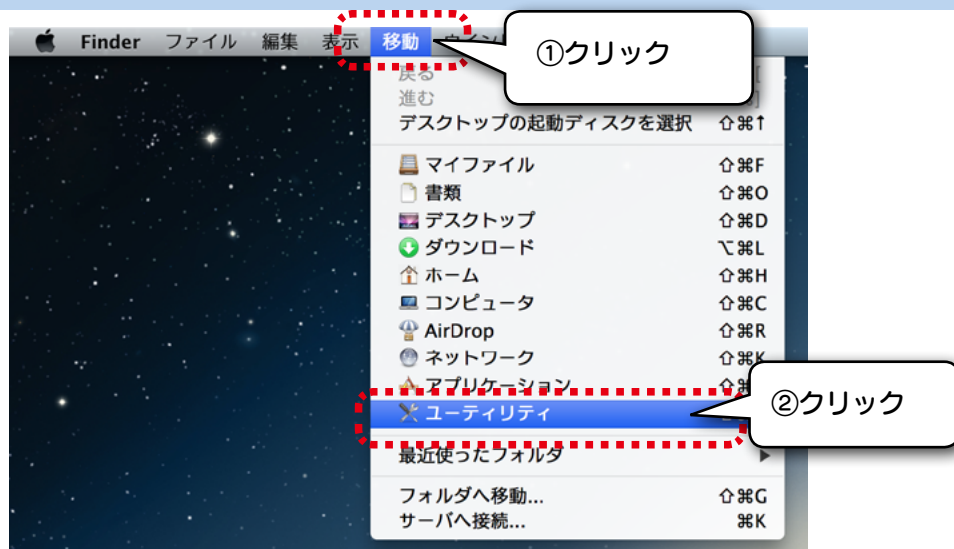 Finder ファイル 編集 表示 移動
①クリック
戻る
進む
デスクトップの起動ディスクを選択 ⇧⌘↑
マイファイル ⇧⌘F
書類 ⇧⌘O
デスクトップ ⇧⌘D
ダウンロード ⌥⌘L
ホーム ⇧⌘H
コンピュータ ⇧⌘C
AirDrop ⇧⌘R
ネットワーク ⇧⌘K
アプリケーション ⇧⌘
ユーティリティ
②クリック
最近使ったフォルダ ▶
フォルダへ移動... ⇧⌘G
サーバへ接続... ⌘K